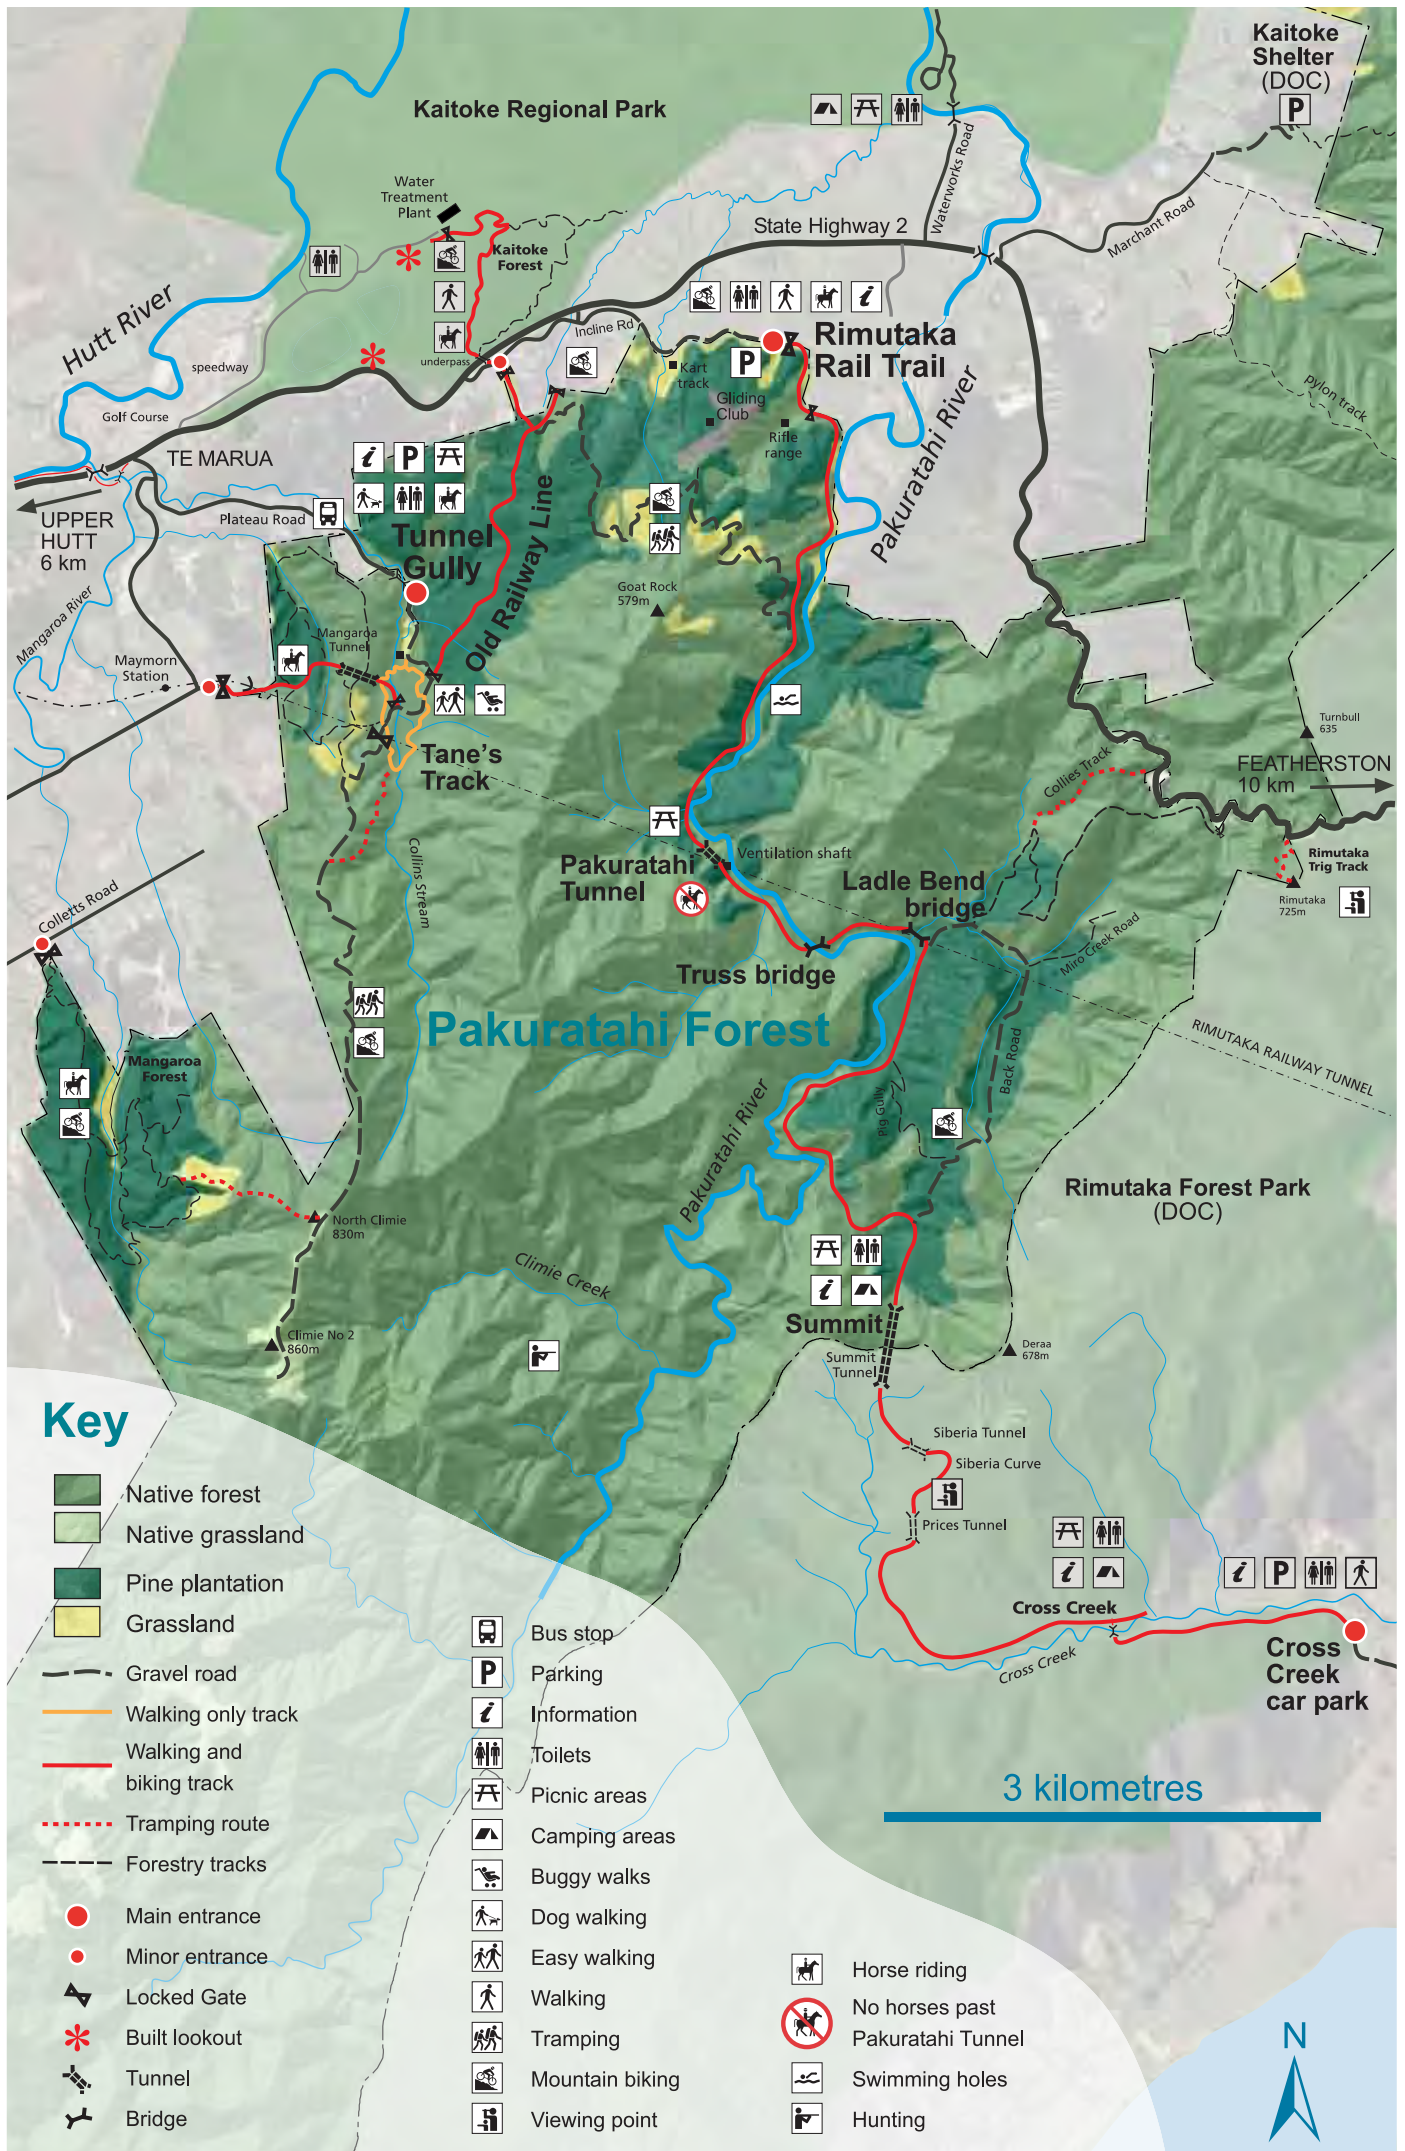 Kaitoke
Shelter
(DOC)
P
Kaitoke Regional Park
Water
Treatment
Plant
Kaitoke
Forest
Waterworks Road
State Highway 2
Marchant Road
Hutt River
underpass
Incline Rd
i
Rimutaka
Rail Trail
P
Kart
track
Gliding
Club
Rifle
range
speedway
Golf Course
pylon track
Pakuratahi River
TE MARUA
i
P
UPPER
HUTT
6 km
Plateau Road
Tunnel
Gully
Old Railway Line
Goat Rock
579m
Mangaroa River
Mangaroa
Tunnel
Maymorn
Station
Tane's
Track
Turnbull
635
FEATHERSTON
10 km
Collies Track
Pakuratahi
Tunnel
Ventilation shaft
Ladle Bend
bridge
Rimutaka
Trig Track
Rimutaka
725m
Collins Stream
Colletts Road
Miro Creek Road
Truss bridge
Pakuratahi Forest
RIMUTAKA RAILWAY TUNNEL
Back Road
Mangaroa
Forest
Pig Gully
Pakuratahi River
Rimutaka Forest Park
(DOC)
North Climie
830m
Climie Creek
i
Summit
Climie No 2
860m
Summit
Tunnel
Deraa
678m
Siberia Tunnel
Siberia Curve
Prices Tunnel
i
i
P
Cross Creek
Cross Creek
Cross
Creek
car park
3 kilometres
Key
Native forest
Native grassland
Pine plantation
Grassland
Gravel road
Walking only track
Walking and
biking track
Tramping route
Forestry tracks
Main entrance
Minor entrance
Locked Gate
Built lookout
Tunnel
Bridge
Bus stop
P Parking
i Information
Toilets
Picnic areas
Camping areas
Buggy walks
Dog walking
Easy walking
Walking
Tramping
Mountain biking
Viewing point
Horse riding
No horses past
Pakuratahi Tunnel
Swimming holes
Hunting
N